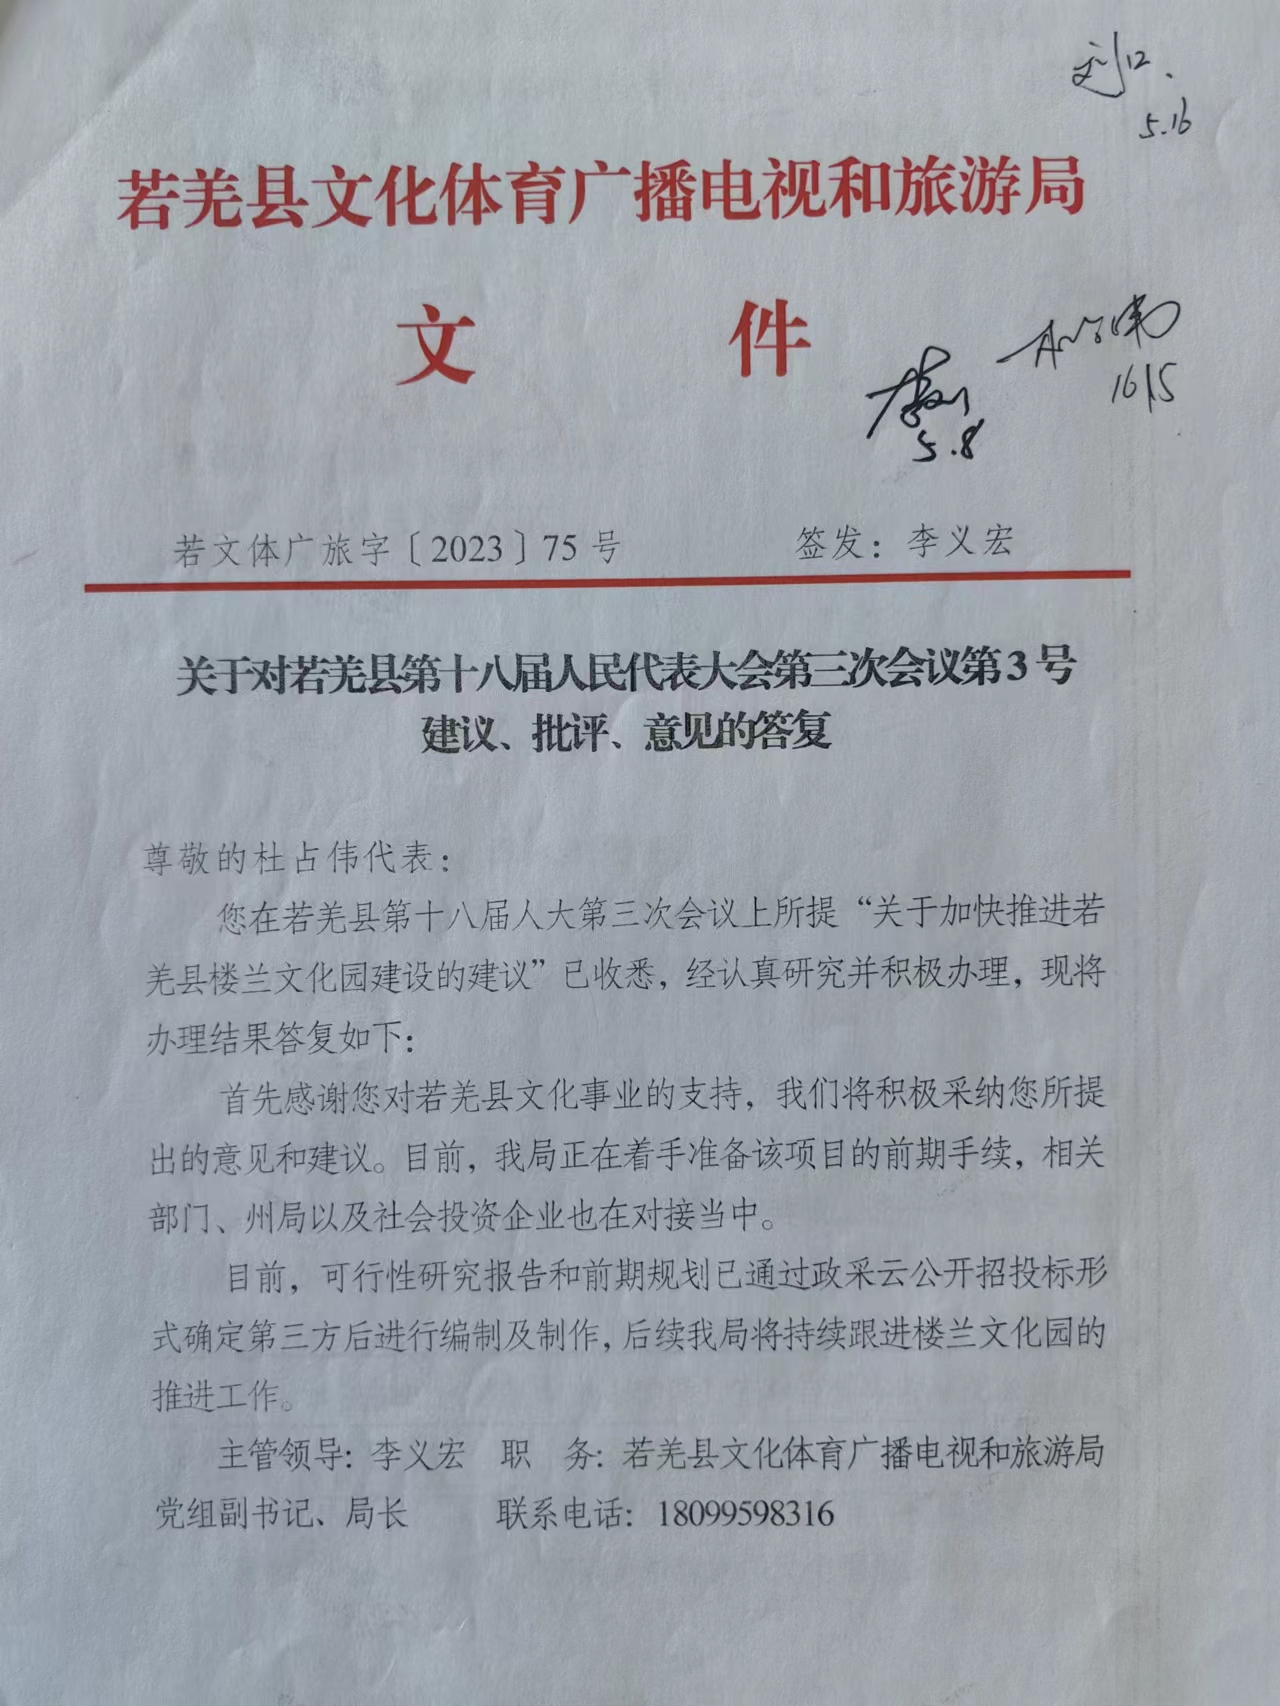 5.16
若羌县文化体育广播电视和旅游局
文 件
16/5
5.8
若文体广旅字〔2023〕75 号 签发：李义宏
关于对若羌县第十八届人民代表大会第三次会议第 3 号
建议、批评、意见的答复
尊敬的杜占伟代表：
您在若羌县第十八届人大第三次会议上所提“关于加快推进若
羌县楼兰文化园建设的建议”已收悉，经认真研究并积极办理，现将
办理结果答复如下：
首先感谢您对若羌县文化事业的支持，我们将积极采纳您所提
出的意见和建议。目前，我局正在着手准备该项目的前期手续，相关
部门、州局以及社会投资企业也在对接当中。
目前，可行性研究报告和前期规划已通过政采云公开招投标形
式确定第三方后进行编制及制作，后续我局将持续跟进楼兰文化园的
推进工作。
主管领导：李义宏 职 务：若羌县文化体育广播电视和旅游局
党组副书记、局长 联系电话：18099598316